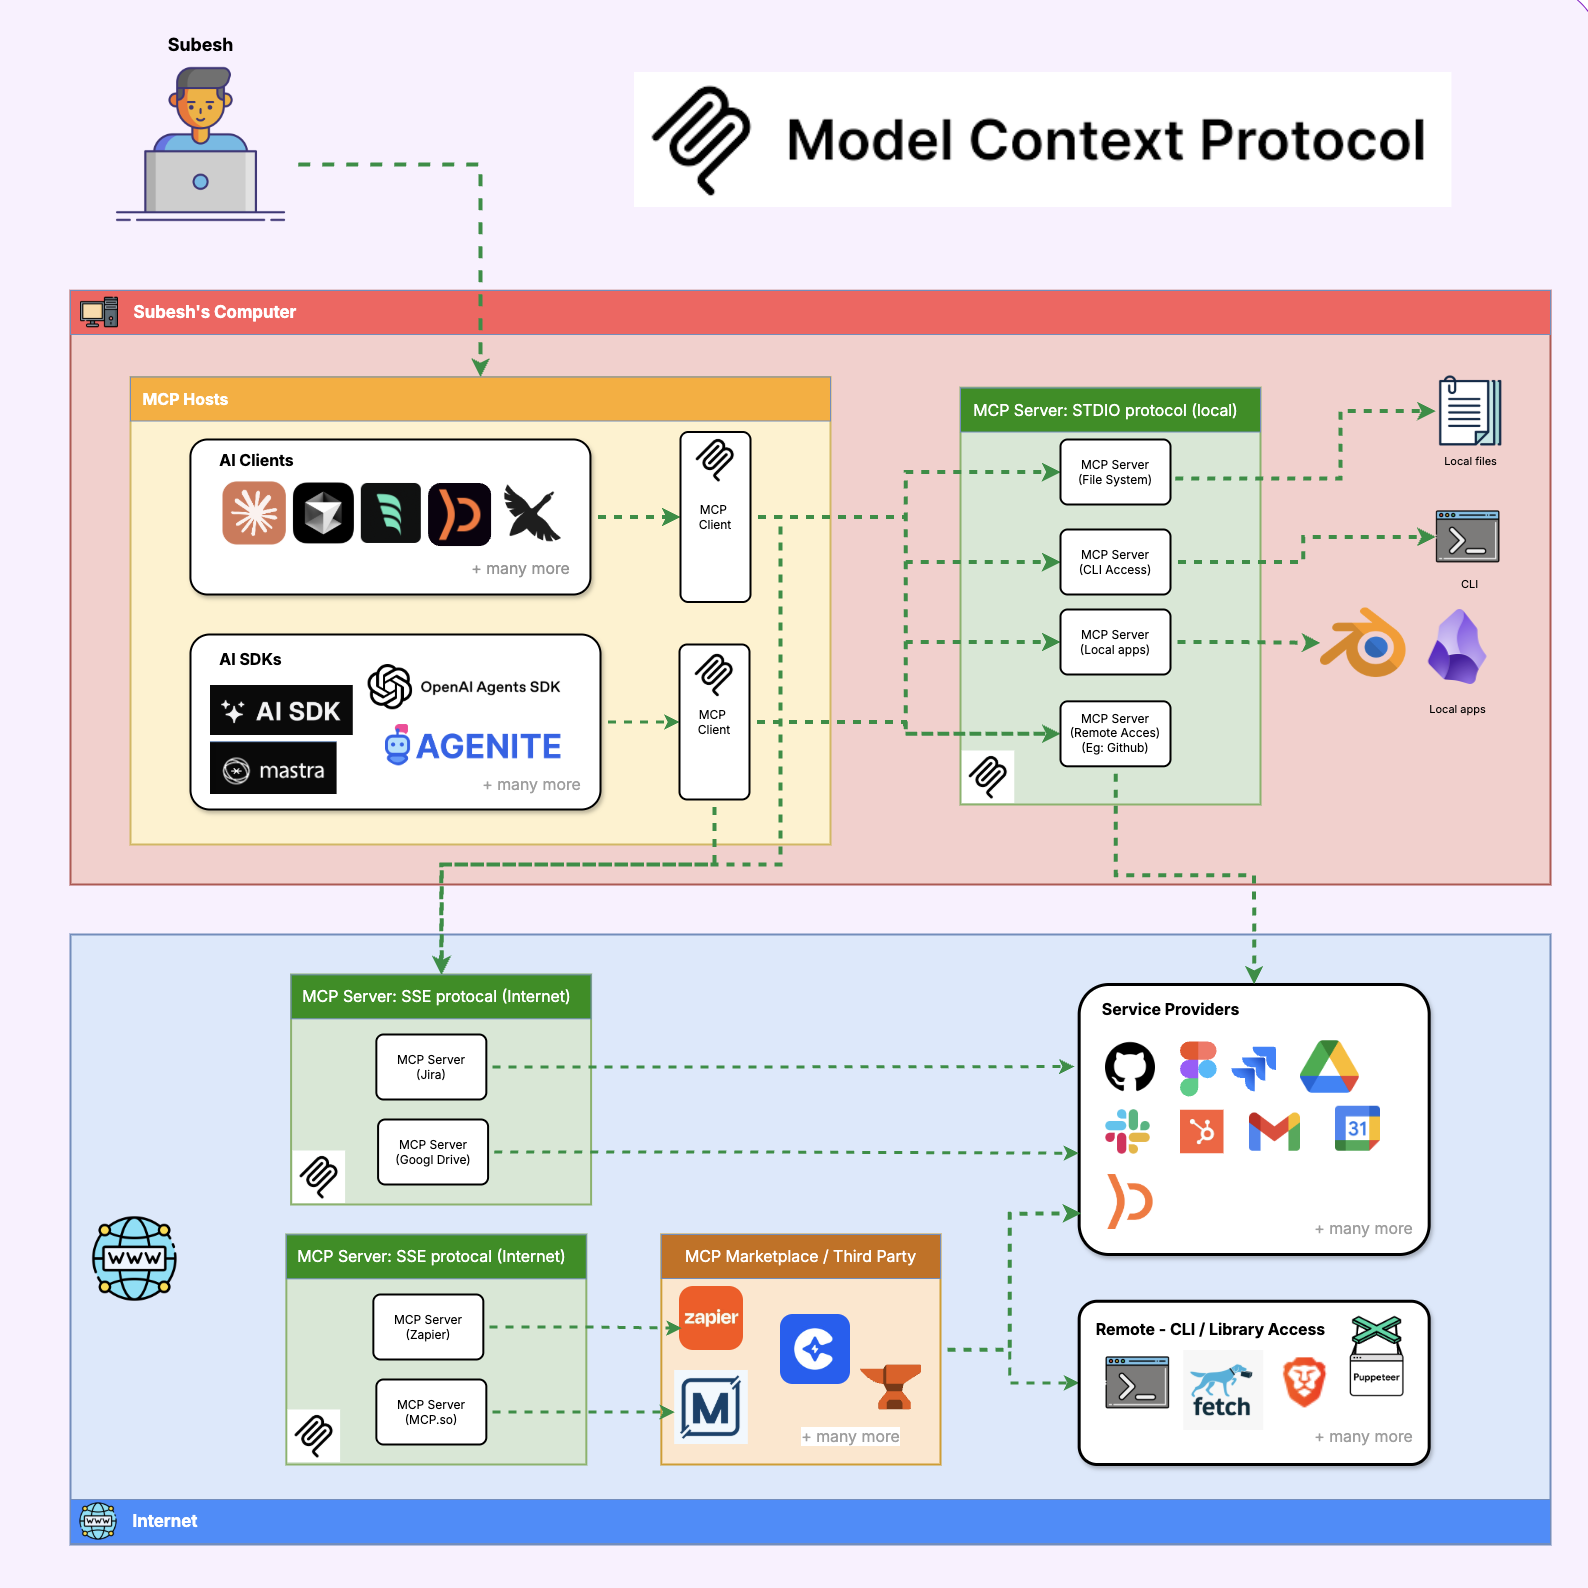 Subesh
Model Context Protocol
Subesh's Computer
MCP Hosts
AI Clients
+ many more
MCP
Client
AI SDKs
AI SDK
OpenAI Agents SDK
AGENITE
mastra
+ many more
MCP
Client
MCP Server: STDIO protocol (local)
MCP Server
(File System)
MCP Server
(CLI Access)
MCP Server
(Local apps)
MCP Server
(Remote Acces)
(Eg: Github)
Local files
CLI
Local apps
MCP Server: SSE protocal (Internet)
MCP Server
(Jira)
MCP Server
(Googl Drive)
Service Providers
31
+ many more
WWW
MCP Server: SSE protocal (Internet)
MCP Server
(Zapier)
MCP Server
(MCP.so)
MCP Marketplace / Third Party
zapier
M
+ many more
Remote - CLI / Library Access
fetch
Puppeteer
+ many more
WWW
Internet